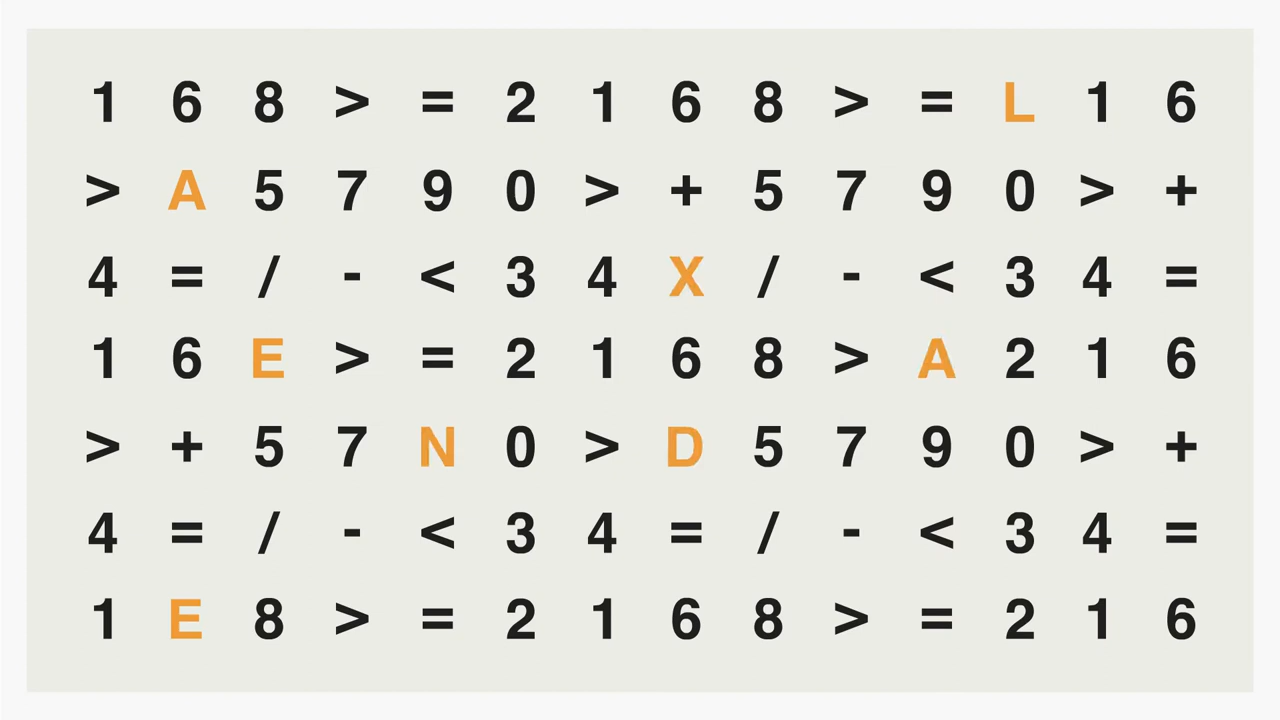 1 6 8 > = 2 1 6 8 > = L 1 6
> A 5 7 9 0 > + 5 7 9 0 > +
4 = / - < 3 4 X / - < 3 4 =
1 6 E > = 2 1 6 8 > A 2 1 6
> + 5 7 N 0 > D 5 7 9 0 > +
4 = / - < 3 4 = / - < 3 4 =
1 E 8 > = 2 1 6 8 > = 2 1 6